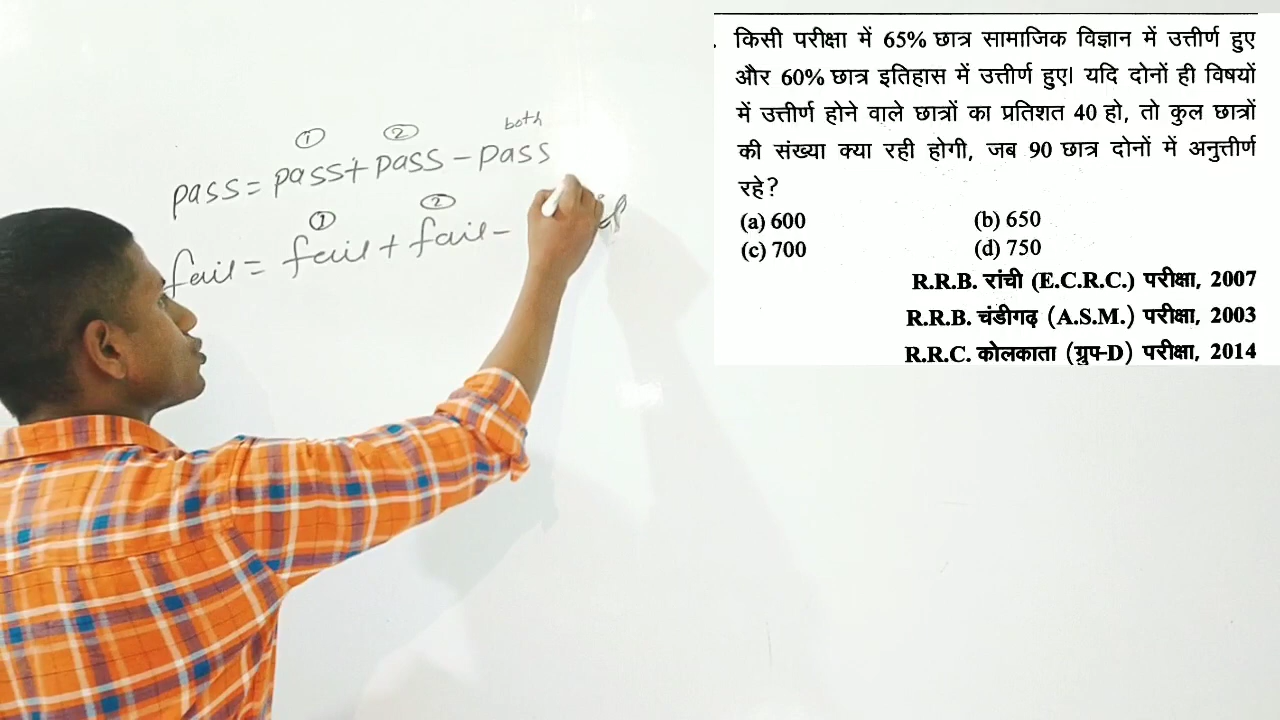 ① ② both
pass = pass + pass - pass
① ②
fail = fail + fail -
. किसी परीक्षा में 65% छात्र सामाजिक विज्ञान में उत्तीर्ण हुए
और 60% छात्र इतिहास में उत्तीर्ण हुए। यदि दोनों ही विषयों
में उत्तीर्ण होने वाले छात्रों का प्रतिशत 40 हो, तो कुल छात्रों
की संख्या क्या रही होगी, जब 90 छात्र दोनों में अनुत्तीर्ण
रहे?
(a) 600 (b) 650
(c) 700 (d) 750
R.R.B. रांची (E.C.R.C.) परीक्षा, 2007
R.R.B. चंडीगढ़ (A.S.M.) परीक्षा, 2003
R.R.C. कोलकाता (ग्रुप-D) परीक्षा, 2014